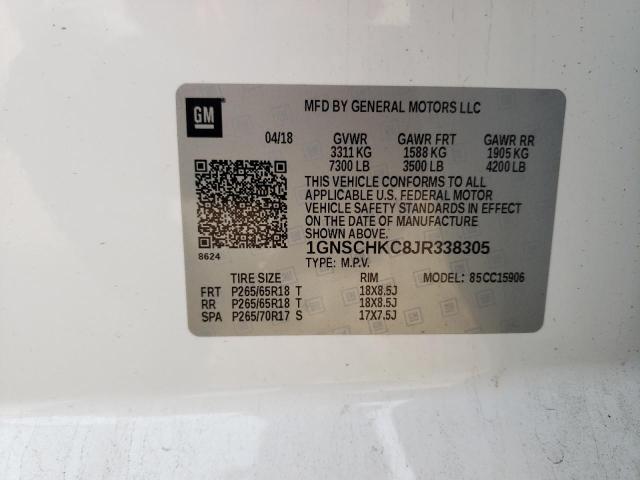 GM
MFD BY GENERAL MOTORS LLC
04/18 GVWR GAWR FRT GAWR RR
3311 KG 1588 KG 1905 KG
7300 LB 3500 LB 4200 LB
THIS VEHICLE CONFORMS TO ALL
APPLICABLE U.S. FEDERAL MOTOR
VEHICLE SAFETY STANDARDS IN EFFECT
ON THE DATE OF MANUFACTURE
SHOWN ABOVE.
8624
1GNSCHKC8JR338305
TYPE: M.P.V.
TIRE SIZE RIM MODEL: 85CC15906
FRT P265/65R18 T 18X8.5J
RR P265/65R18 T 18X8.5J
SPA P265/70R17 S 17X7.5J